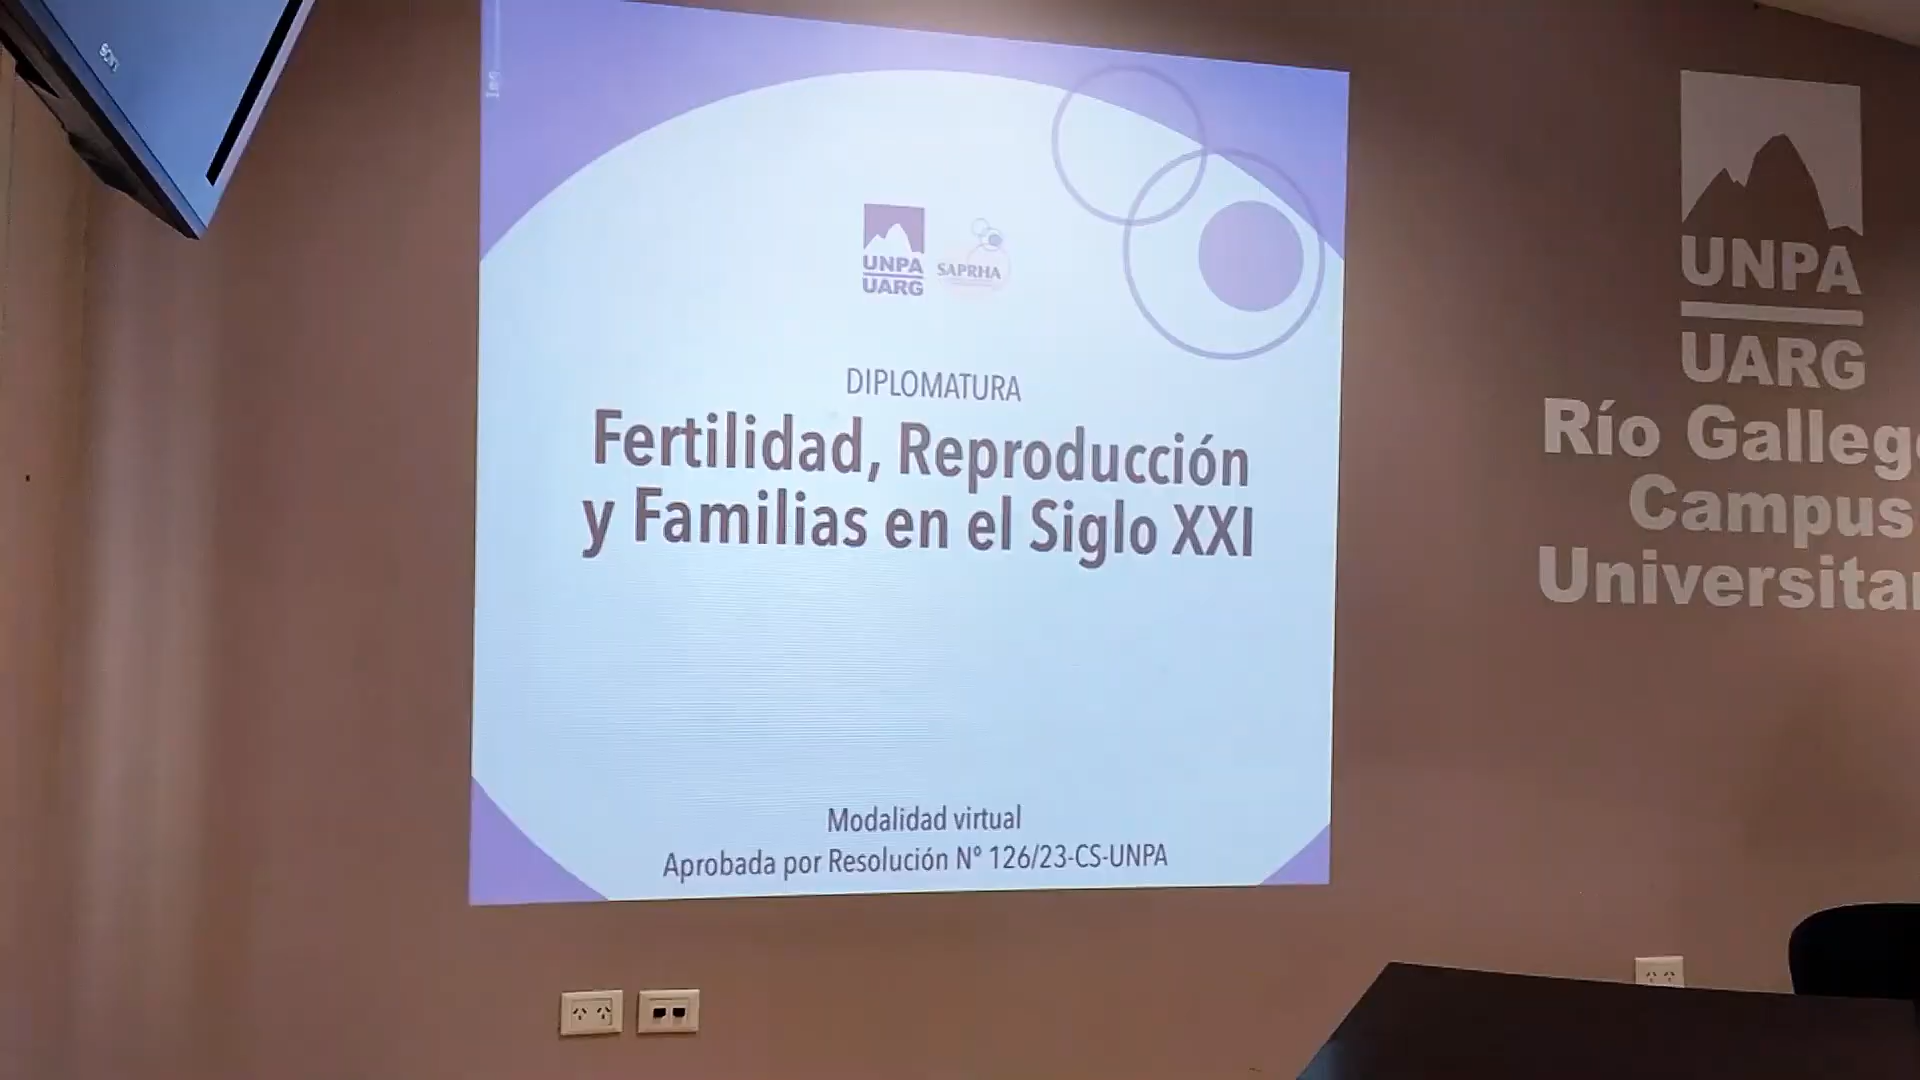 SONY
UNPA
UARG
SAPRHA
DIPLOMATURA
Fertilidad, Reproducción
y Familias en el Siglo XXI
Modalidad virtual
Aprobada por Resolución N° 126/23-CS-UNPA
UNPA
UARG
Río Galleg
Campus
Universita